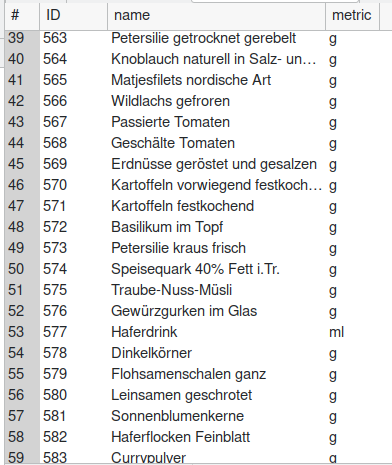 # ID name metric
39 563 Petersilie getrocknet gerebelt g
40 564 Knoblauch naturell in Salz- un… g
41 565 Matjesfilets nordische Art g
42 566 Wildlachs gefroren g
43 567 Passierte Tomaten g
44 568 Geschälte Tomaten g
45 569 Erdnüsse geröstet und gesalzen g
46 570 Kartoffeln vorwiegend festkoch… g
47 571 Kartoffeln festkochend g
48 572 Basilikum im Topf g
49 573 Petersilie kraus frisch g
50 574 Speisequark 40% Fett i.Tr. g
51 575 Traube-Nuss-Müsli g
52 576 Gewürzgurken im Glas g
53 577 Haferdrink ml
54 578 Dinkelkörner g
55 579 Flohsamenschalen ganz g
56 580 Leinsamen geschrotet g
57 581 Sonnenblumenkerne g
58 582 Haferflocken Feinblatt g
59 583 Currypulver g